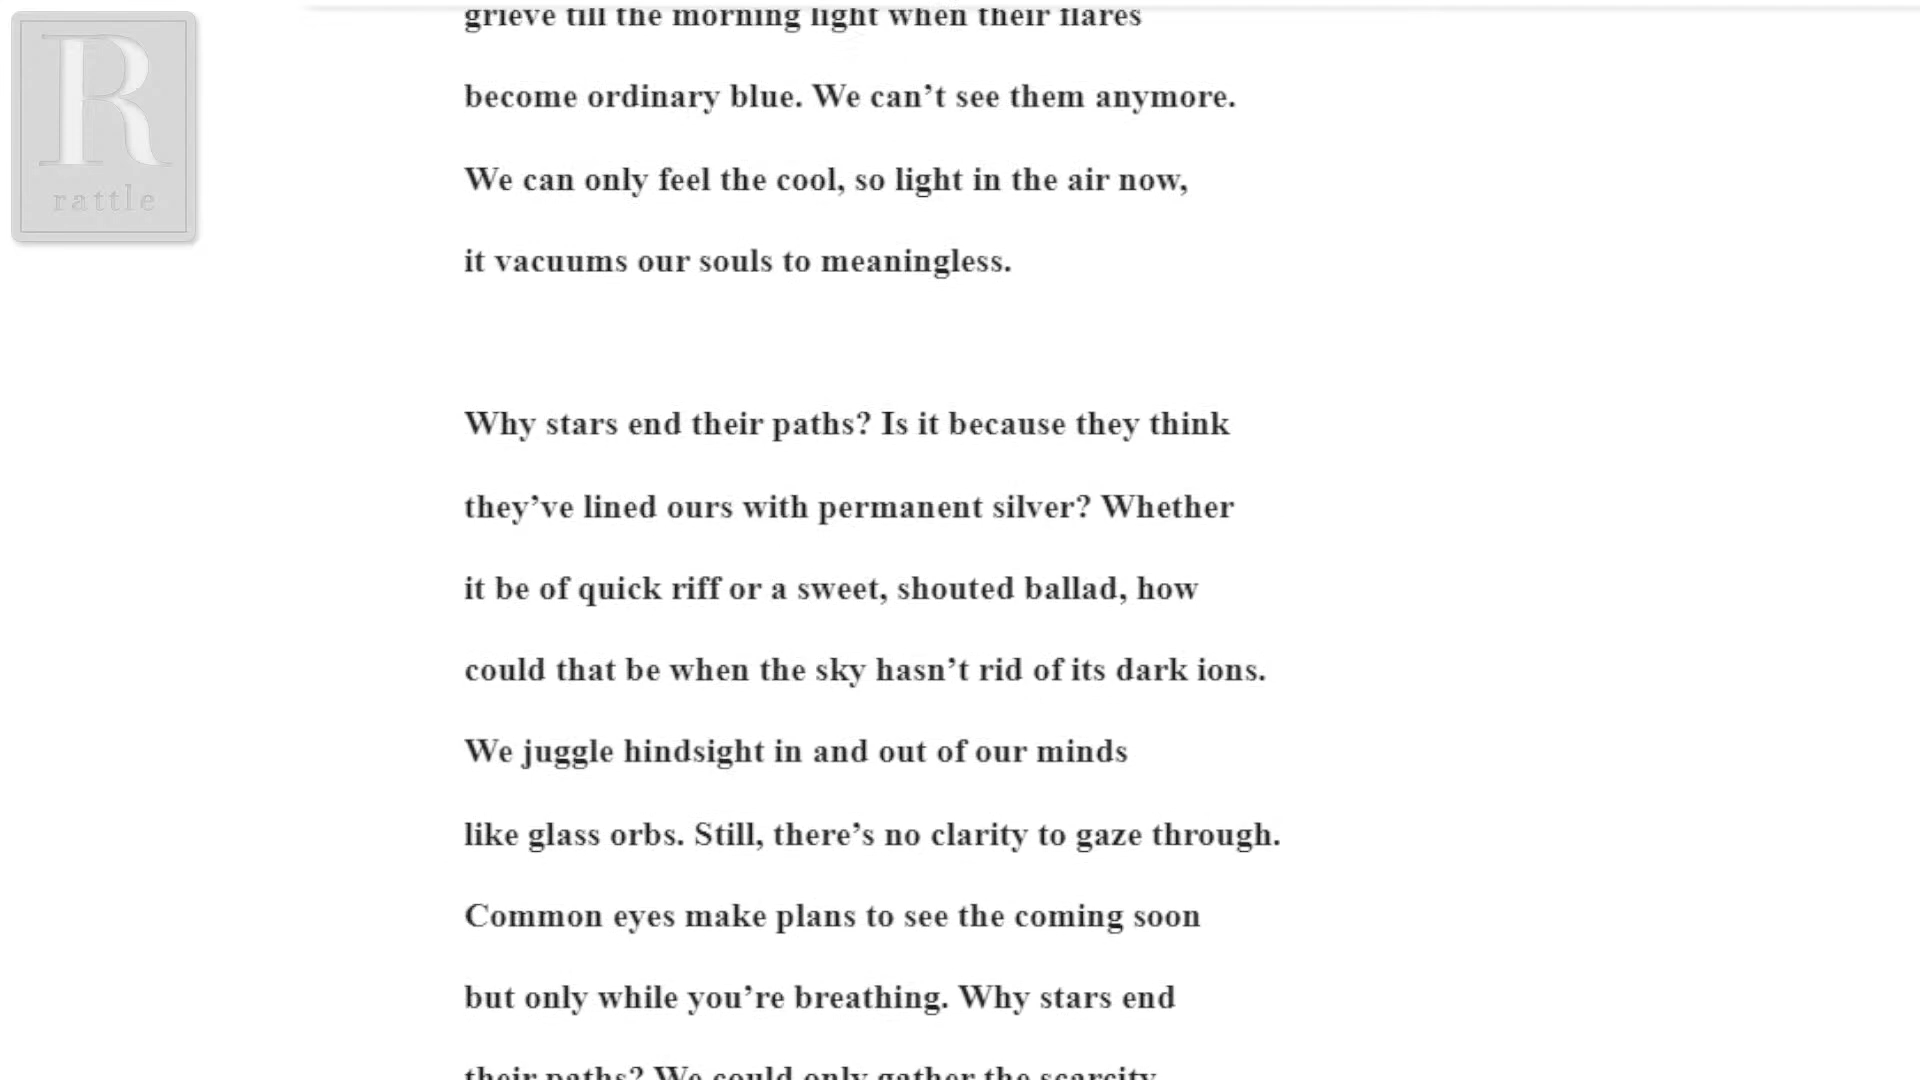 R
rattle
grieve till the morning light when their flares
become ordinary blue. We can’t see them anymore.
We can only feel the cool, so light in the air now,
it vacuums our souls to meaningless.
Why stars end their paths? Is it because they think
they’ve lined ours with permanent silver? Whether
it be of quick riff or a sweet, shouted ballad, how
could that be when the sky hasn’t rid of its dark ions.
We juggle hindsight in and out of our minds
like glass orbs. Still, there’s no clarity to gaze through.
Common eyes make plans to see the coming soon
but only while you’re breathing. Why stars end
their paths? We could only gather the scarcity